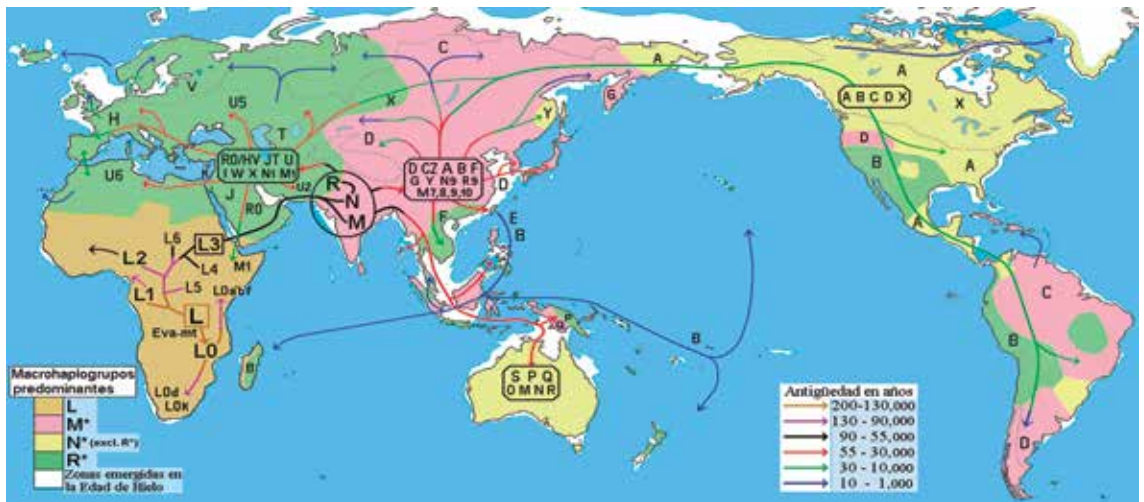 C
A
V
U5
X
H
T
D
Y
G
A
A B C D X
X
R0/HV JT U
I W X N1 M1
D CZ A B F
G Y N9 R9
M7,8,9,10
D
D
B
A
K
U6
J
U2
R
N
M
R0
F
E
B
A
L3
L6
L2
L4
M1
L5
L1
L0abf
L
Eva-mt
L0
C
P
Q
B
B
B
S P Q
O M N R
L0d
L0k
D
Macrohaplogrupos
predominantes
L
M*
N* (excl. R*)
R*
Zonas emergidas en
la Edad de Hielo
Antigüedad en años
200-130,000
130 - 90,000
90 - 55,000
55 - 30,000
30 - 10,000
10 - 1,000